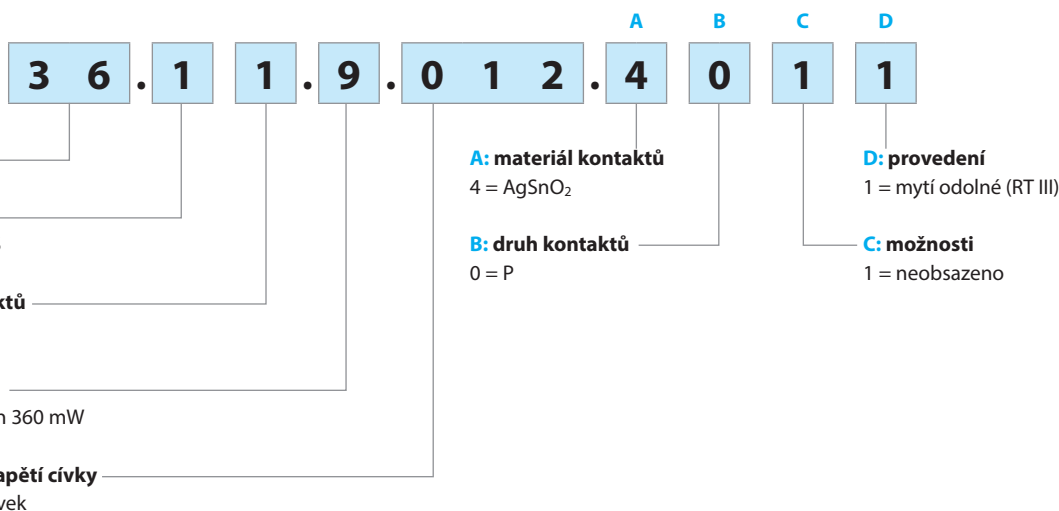 A B C D
3 6 . 1 1 . 9 . 0 1 2 . 4 0 1 1
A: materiál kontaktů
4 = AgSnO₂
B: druh kontaktů
0 = P
D: provedení
1 = mytí odolné (RT III)
C: možnosti
1 = neobsazeno
ktů
360 mW
apětí cívky
vek